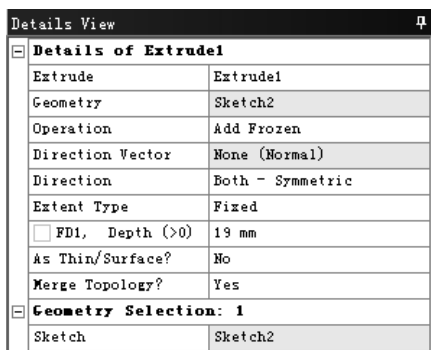 Details View
Details of Extrude1
Extrude Extrude1
Geometry Sketch2
Operation Add Frozen
Direction Vector None (Normal)
Direction Both - Symmetric
Extent Type Fixed
FD1, Depth (>0) 19 mm
As Thin/Surface? No
Merge Topology? Yes
Geometry Selection: 1
Sketch Sketch2